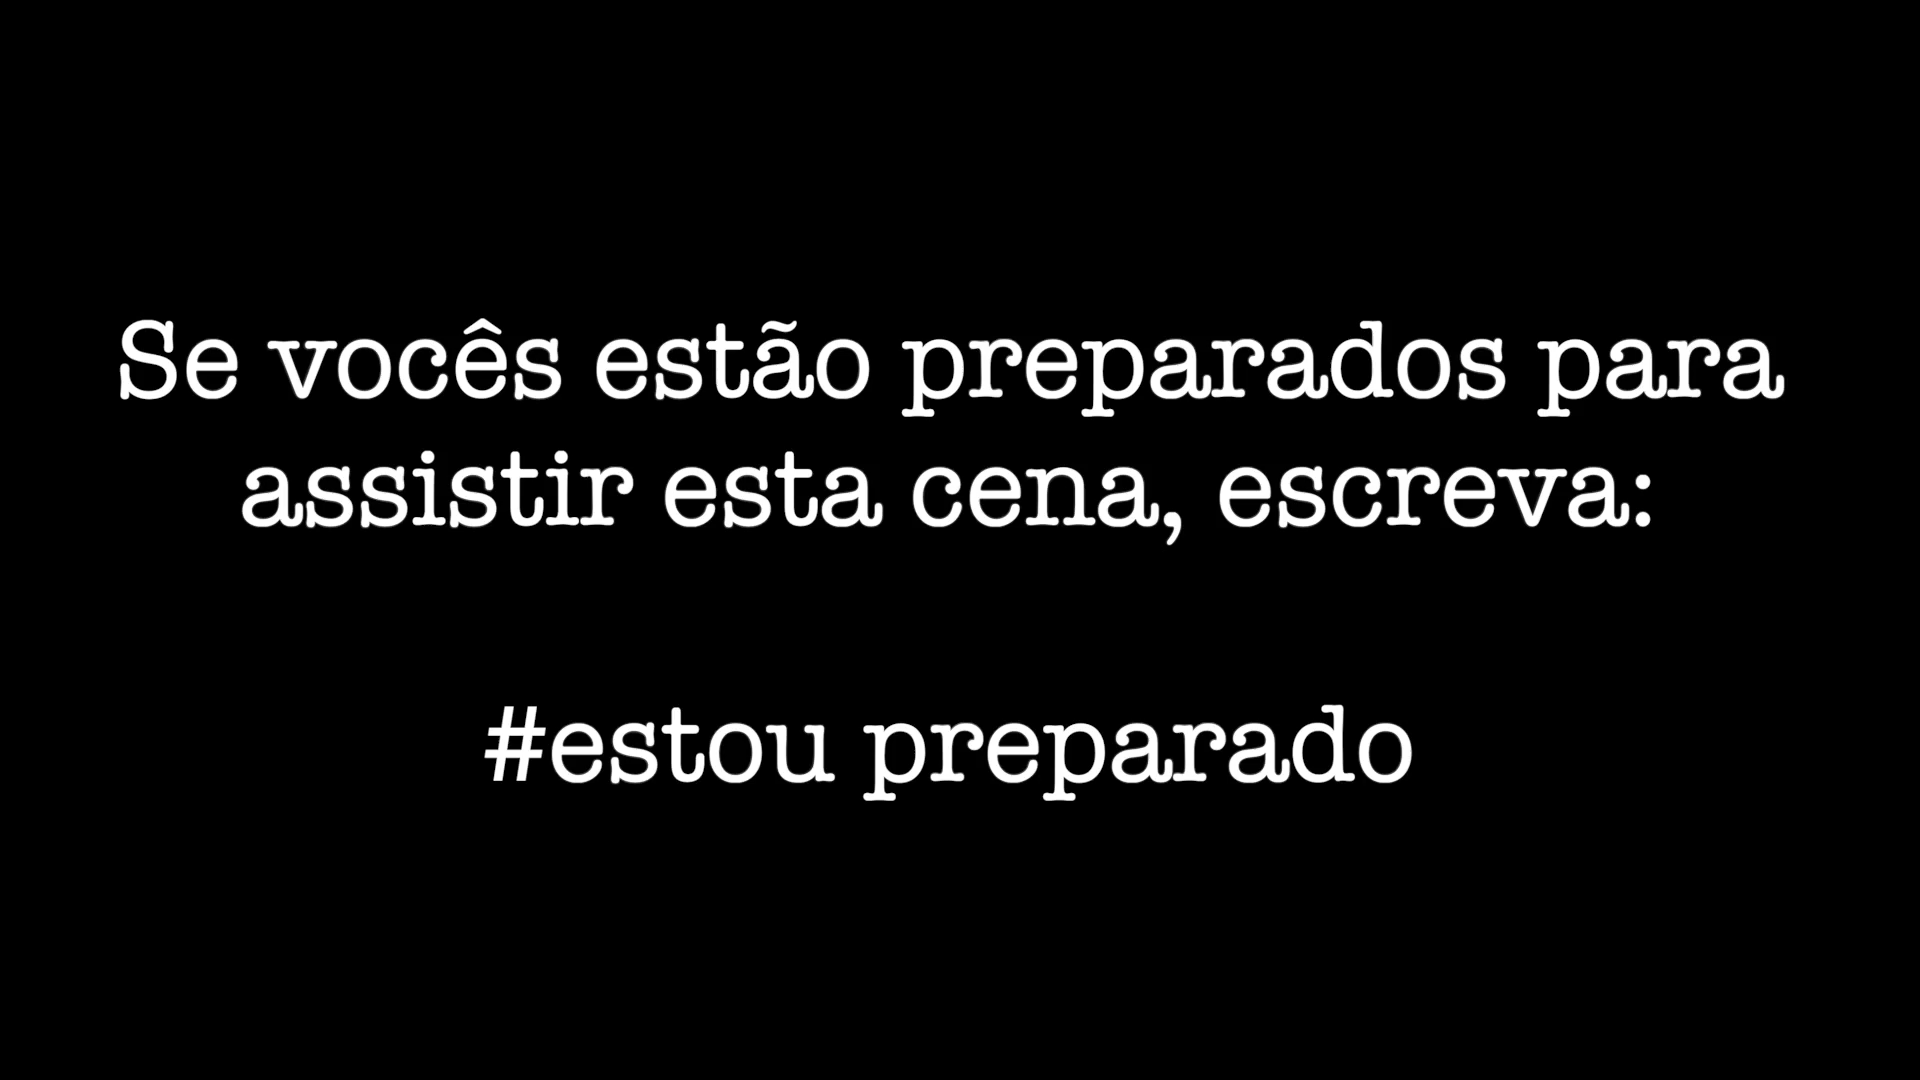 Se vocês estão preparados para
assistir esta cena, escreva:
#estou preparado